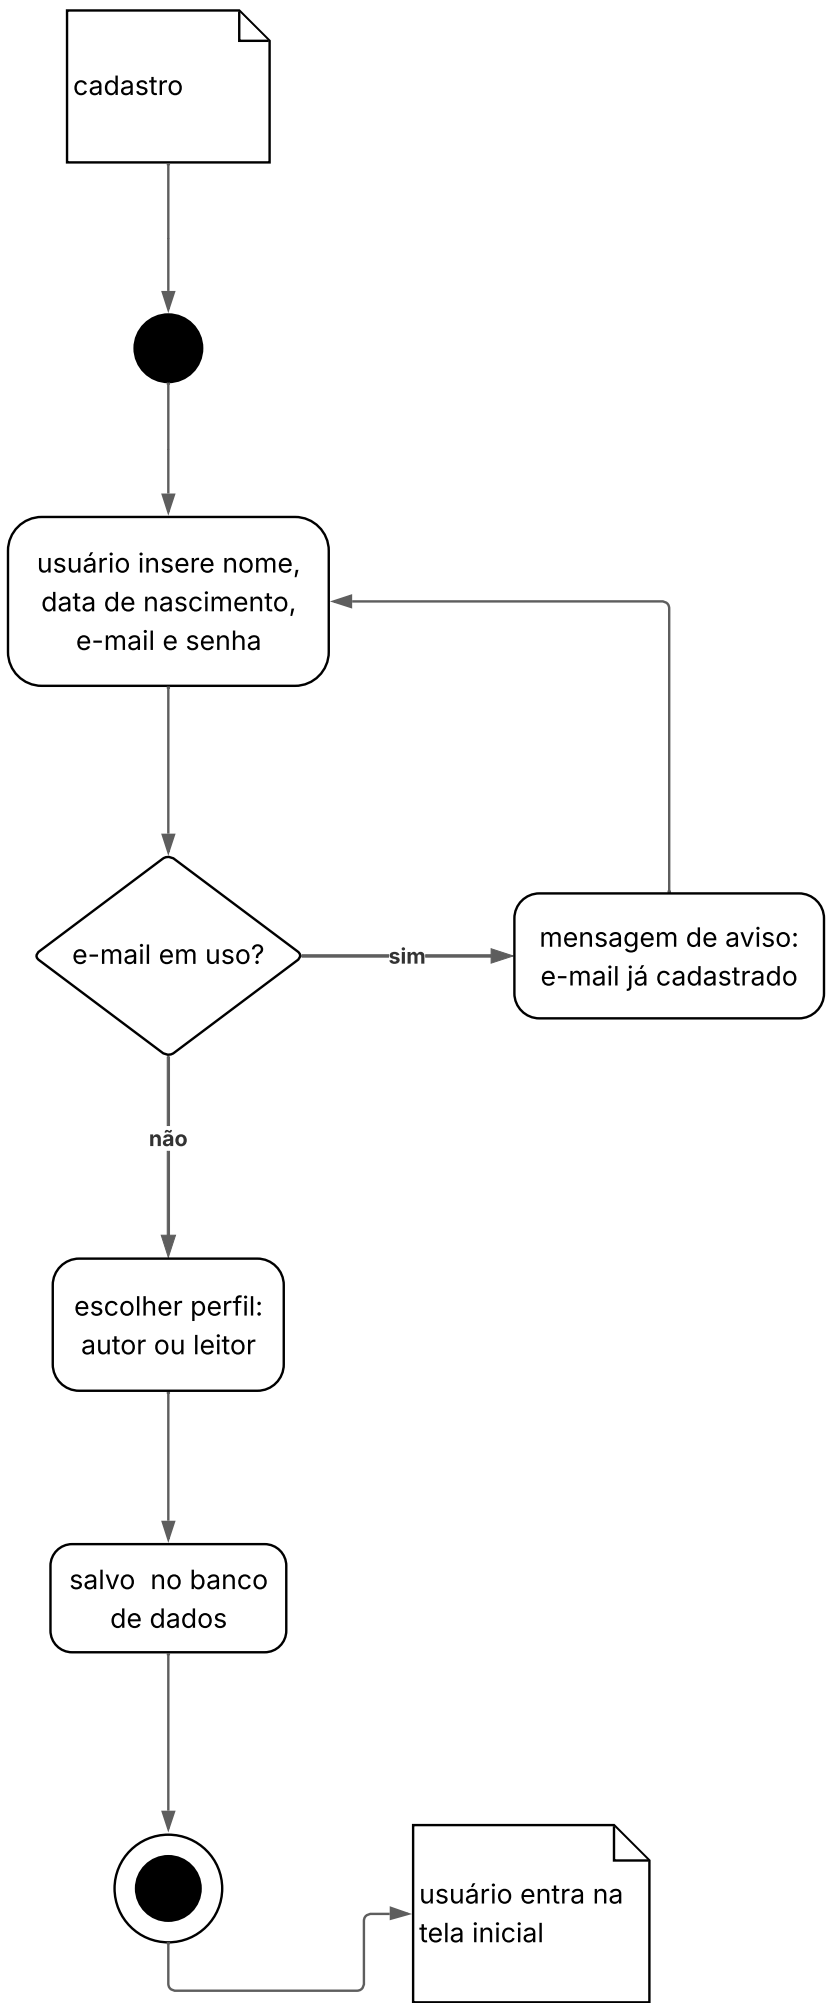 cadastro
usuário insere nome,
data de nascimento,
e-mail e senha
e-mail em uso?
sim
mensagem de aviso:
e-mail já cadastrado
não
escolher perfil:
autor ou leitor
salvo  no banco
de dados
usuário entra na
tela inicial